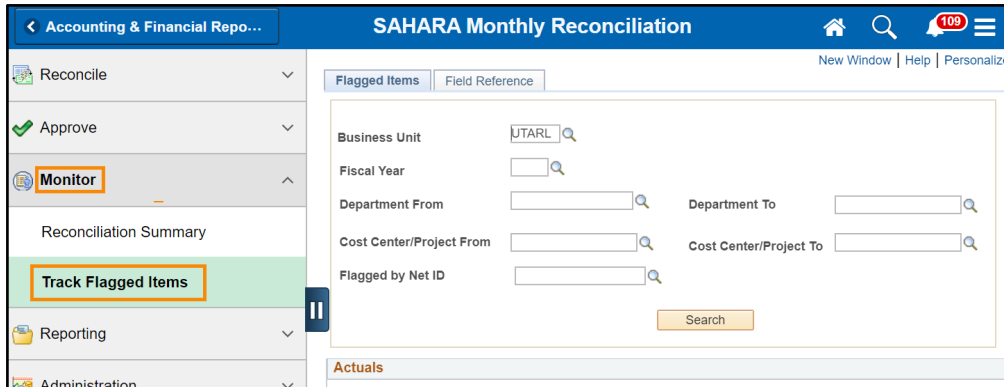 Accounting & Financial Repo...
SAHARA Monthly Reconciliation
109
New Window | Help | Personalize
Reconcile
Approve
Monitor
Reconciliation Summary
Track Flagged Items
Reporting
Administration
Flagged Items
Field Reference
Business Unit
UTARL
Fiscal Year
Department From
Department To
Cost Center/Project From
Cost Center/Project To
Flagged by Net ID
Search
Actuals